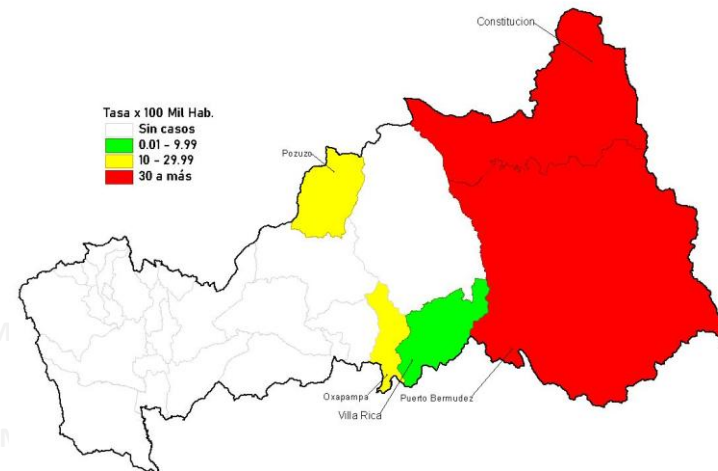 Constitucion
Tasa x 100 Mil Hab.
Sin casos
0.01 - 9.99
10 - 29.99
30 a más
Pozuzo
Oxapampa
Villa Rica
Puerto Bermudez